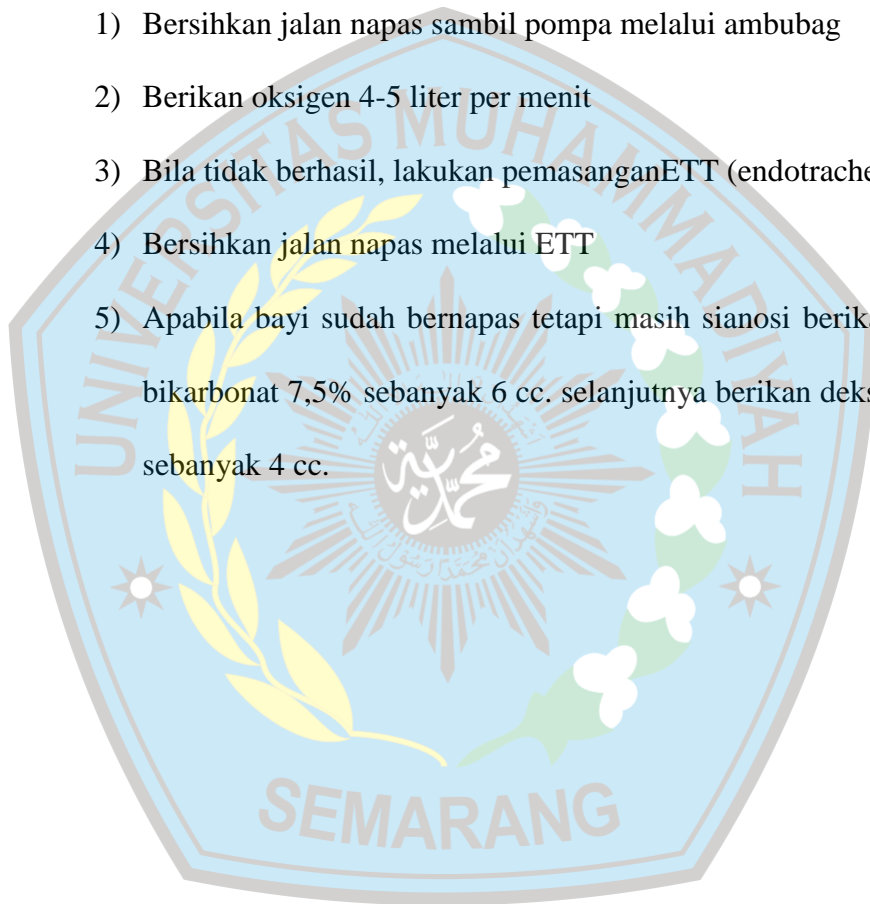 1) Bersihkan jalan napas sambil pompa melalui ambubag
2) Berikan oksigen 4-5 liter per menit
3) Bila tidak berhasil, lakukan pemasanganETT (endotrache
4) Bersihkan jalan napas melalui ETT
5) Apabila bayi sudah bernapas tetapi masih sianosi berika
bikarbonat 7,5% sebanyak 6 cc. selanjutnya berikan deks
sebanyak 4 cc.
UNIVERSITAS MUHAMMADIYAH
محمدية
SEMARANG